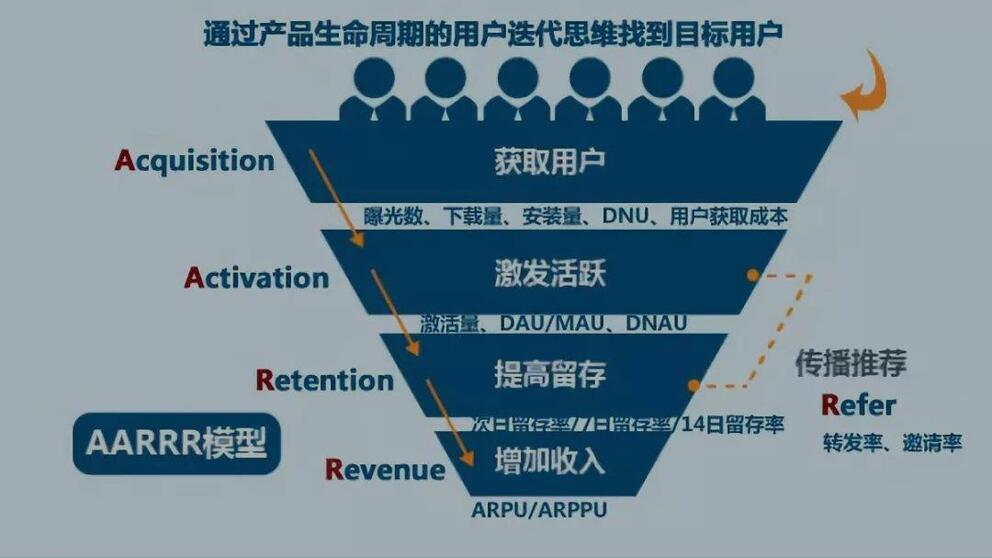 通过产品生命周期的用户迭代思维找到目标用户
Acquisition
获取用户
曝光数、下载量、安装量、DNU、用户获取成本
Activation
激发活跃
激活量、DAU/MAU、DNAU
Retention
提高留存
传播推荐
Refer
转发率、邀请率
次日留存率/7日留存率/14日留存率
AARRR模型
Revenue
增加收入
ARPU/ARPPU